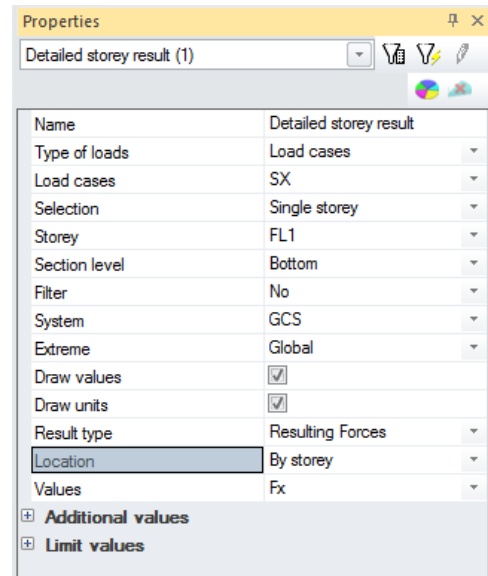 Properties
Detailed storey result (1)
Name Detailed storey result
Type of loads Load cases
Load cases SX
Selection Single storey
Storey FL1
Section level Bottom
Filter No
System GCS
Extreme Global
Draw values
Draw units
Result type Resulting Forces
Location By storey
Values Fx
Additional values
Limit values